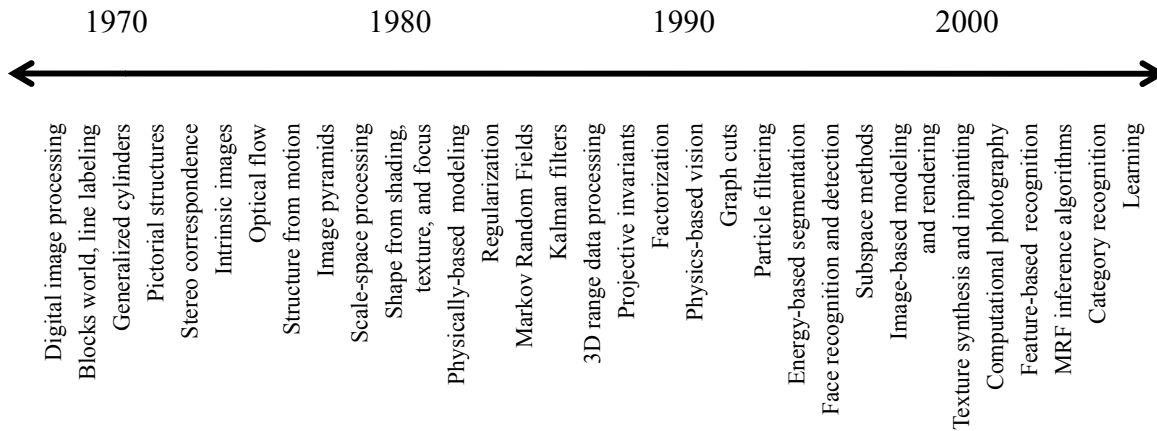 1970 1980 1990 2000
Digital image processing
Blocks world, line labeling
Generalized cylinders
Pictorial structures
Stereo correspondence
Intrinsic images
Optical flow
Structure from motion
Image pyramids
Scale-space processing
Shape from shading,
texture, and focus
Physically-based modeling
Regularization
Markov Random Fields
Kalman filters
3D range data processing
Projective invariants
Factorization
Physics-based vision
Graph cuts
Particle filtering
Energy-based segmentation
Face recognition and detection
Subspace methods
Image-based modeling
and rendering
Texture synthesis and inpainting
Computational photography
Feature-based recognition
MRF inference algorithms
Category recognition
Learning